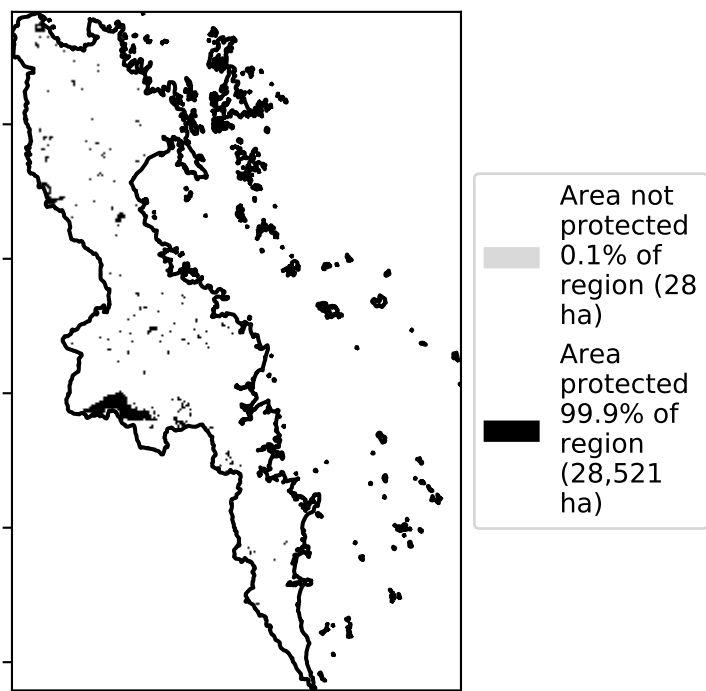 Area not
protected
0.1% of
region (28
ha)
Area
protected
99.9% of
region
(28,521
ha)